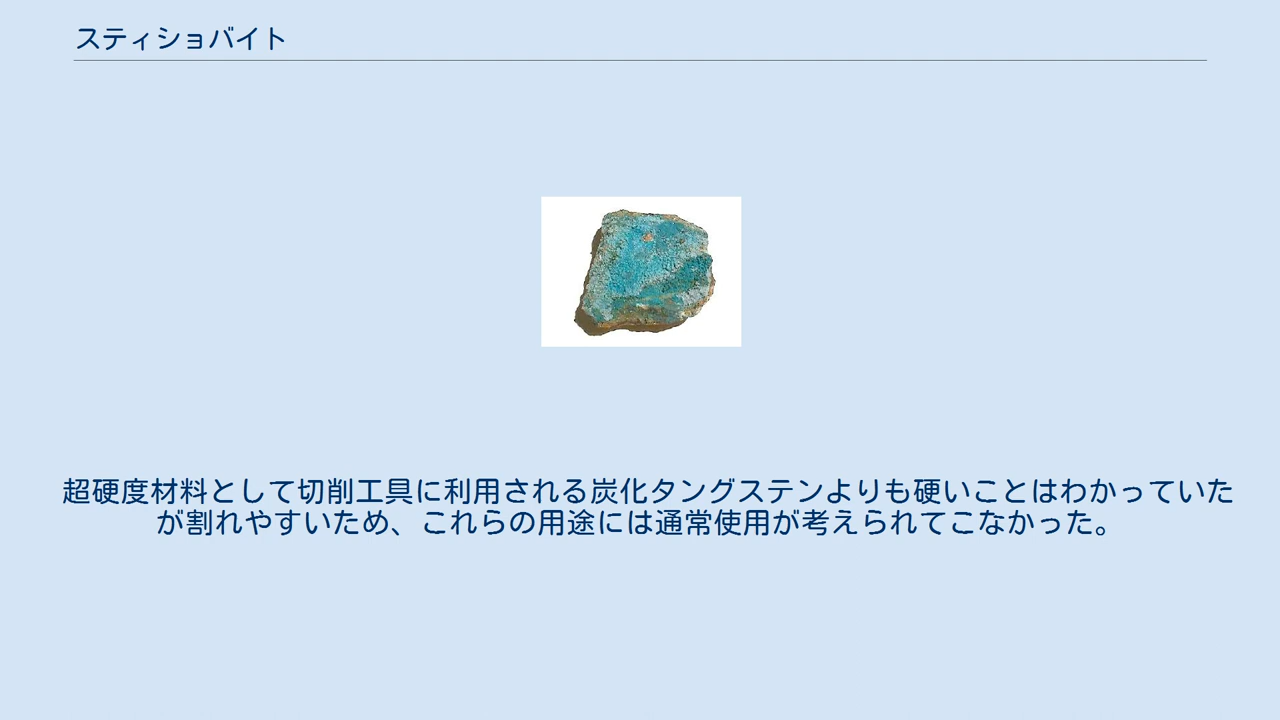 スティショバイト
超硬度材料として切削工具に利用される炭化タングステンよりも硬いことはわかっていた
が割れやすいため、これらの用途には通常使用が考えられてこなかった。